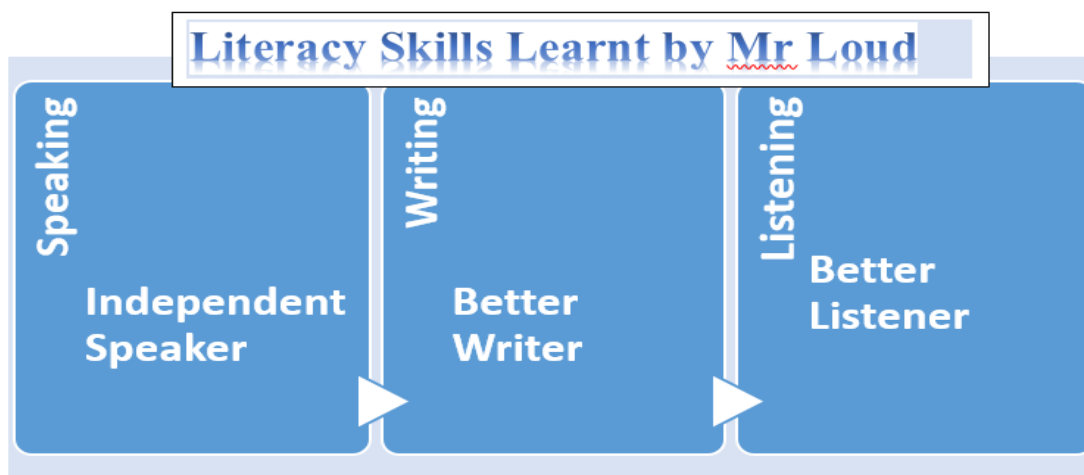 Literacy Skills Learnt by Mr Loud
Speaking
Independent
Speaker
Writing
Better
Writer
Listening
Better
Listener